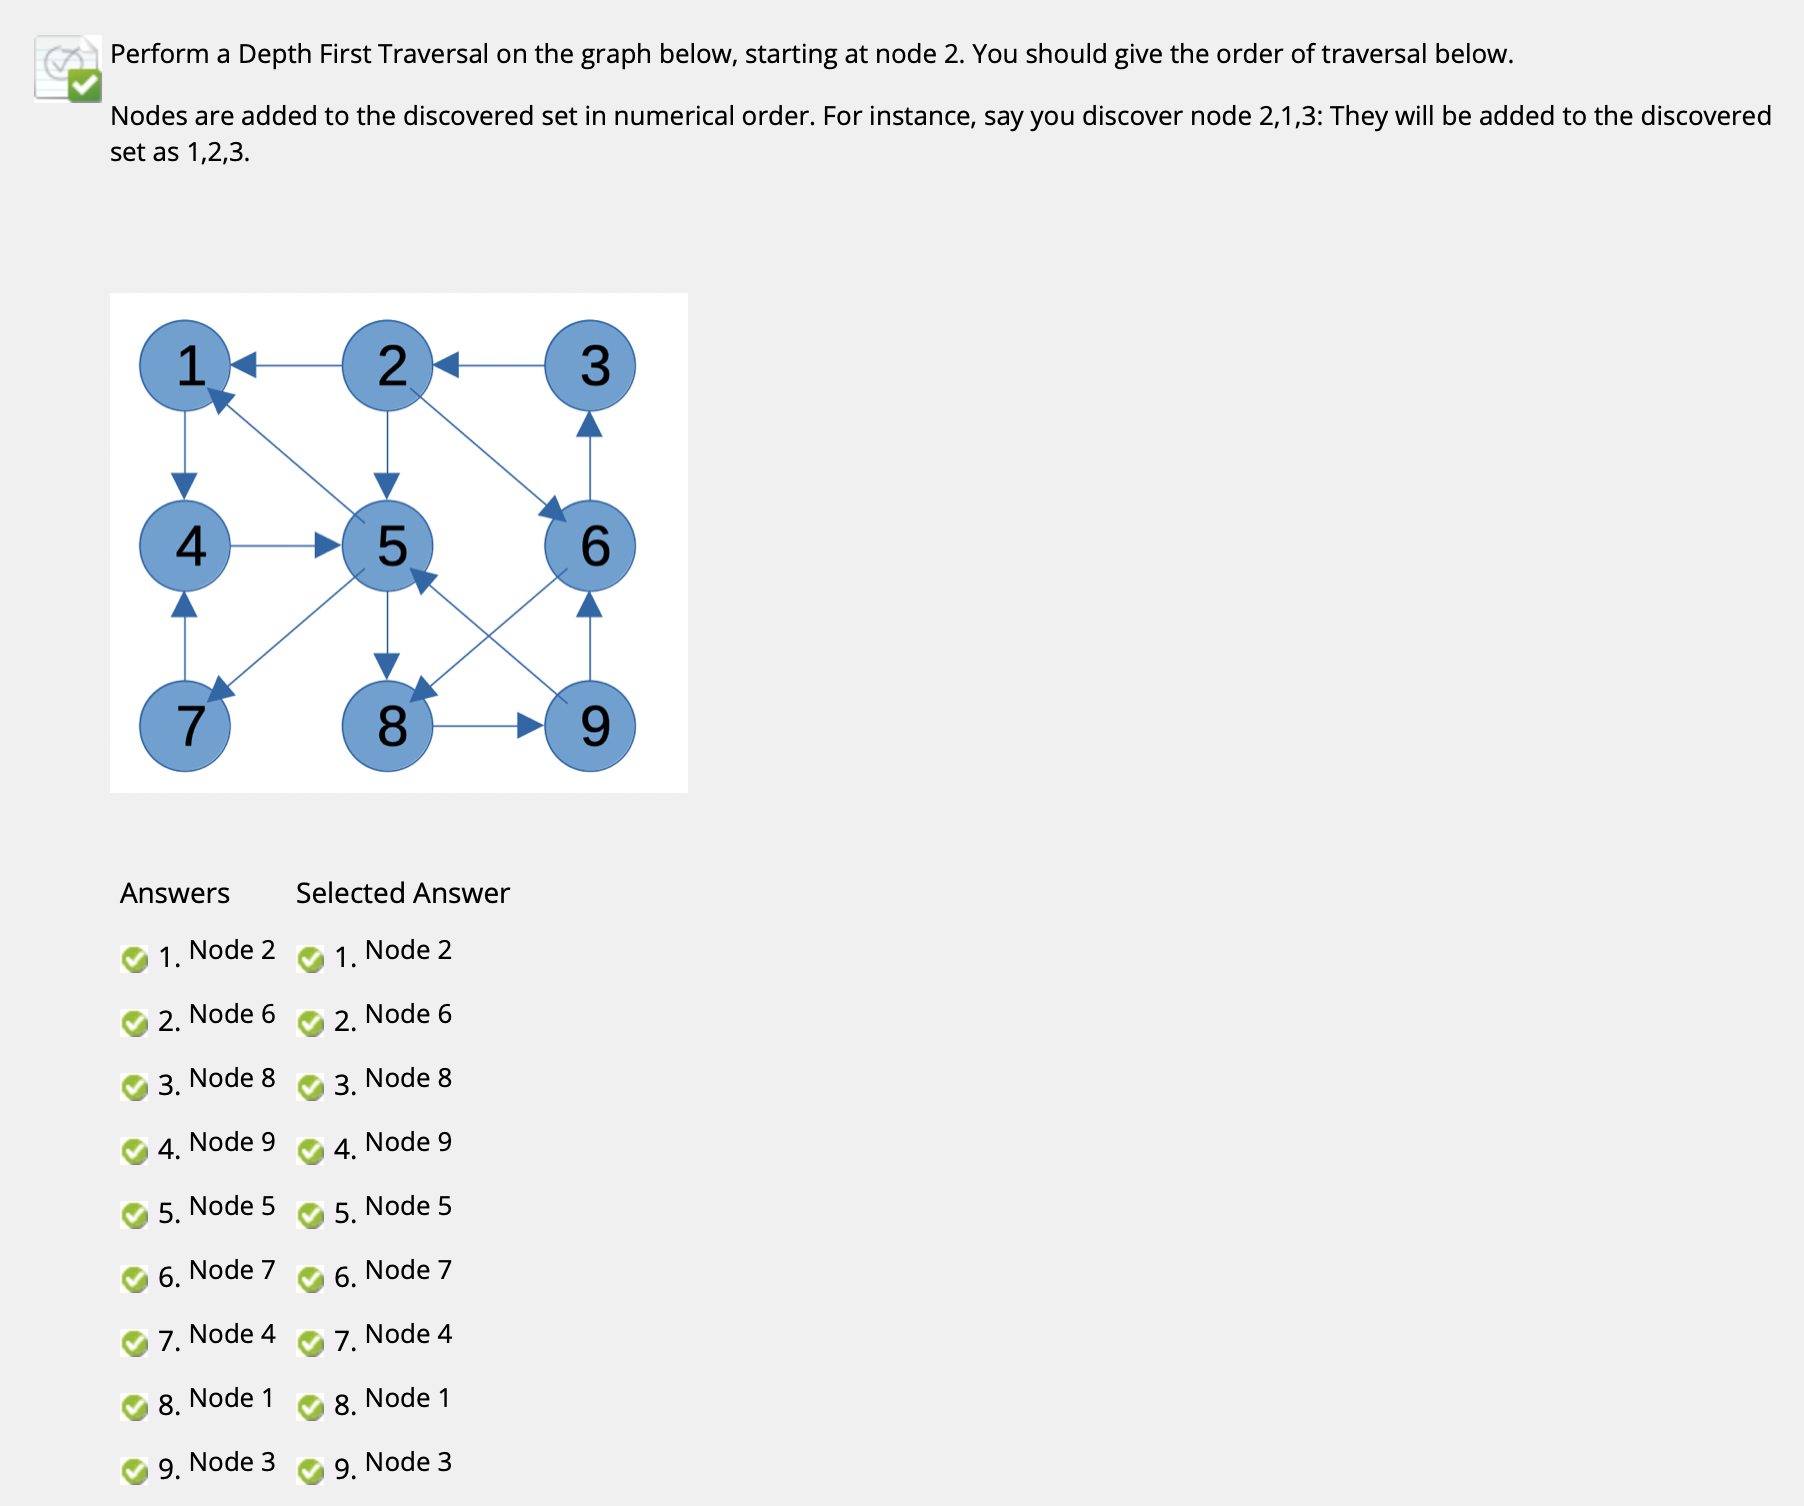 Perform a Depth First Traversal on the graph below, starting at node 2. You should give the order of traversal below.
Nodes are added to the discovered set in numerical order. For instance, say you discover node 2,1,3: They will be added to the discovered
set as 1,2,3.
1 2 3
4 5 6
7 8 9
Answers Selected Answer
1. Node 2 1. Node 2
2. Node 6 2. Node 6
3. Node 8 3. Node 8
4. Node 9 4. Node 9
5. Node 5 5. Node 5
6. Node 7 6. Node 7
7. Node 4 7. Node 4
8. Node 1 8. Node 1
9. Node 3 9. Node 3